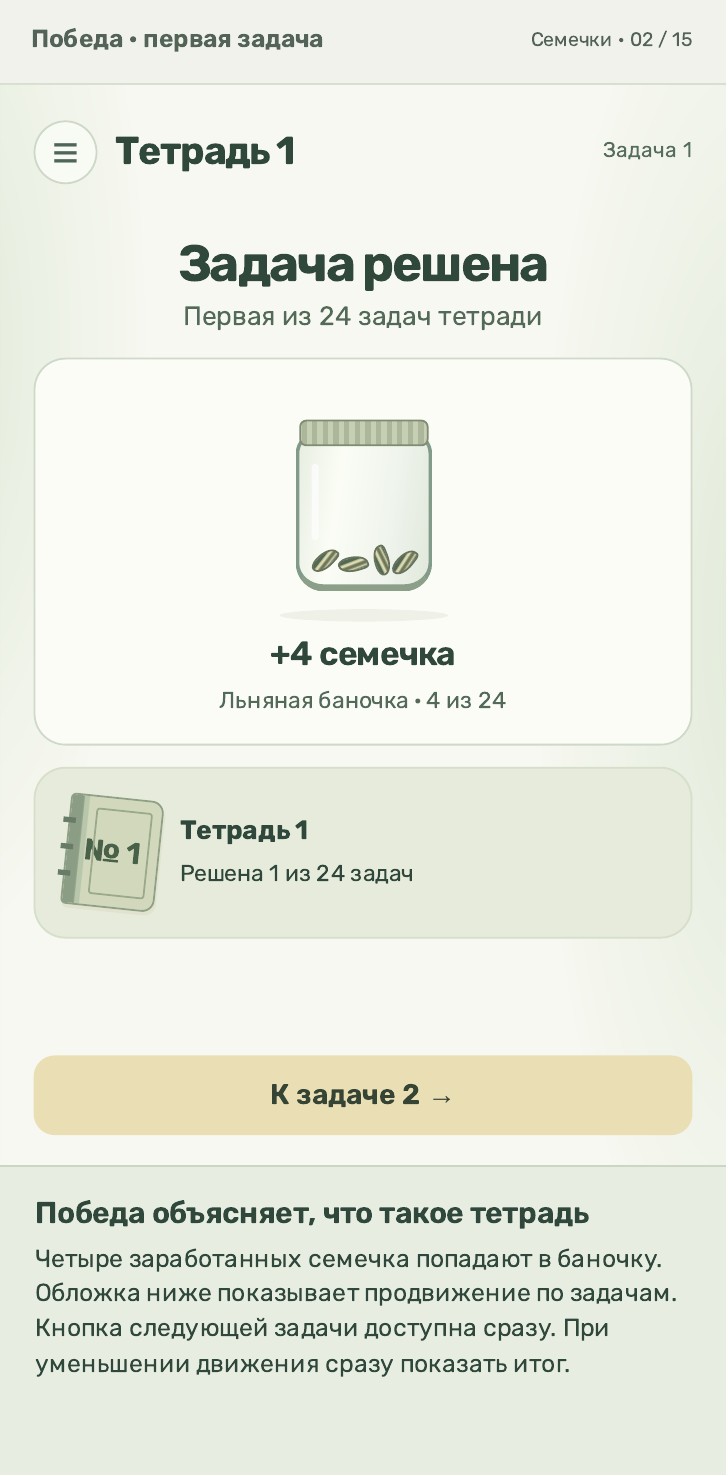 Победа • первая задача
Семечки • 02 / 15
Тетрадь 1
Задача 1
Задача решена
Первая из 24 задач тетради
+4 семечка
Льняная баночка • 4 из 24
№ 1
Тетрадь 1
Решена 1 из 24 задач
К задаче 2 →
Победа объясняет, что такое тетрадь
Четыре заработанных семечка попадают в баночку.
Обложка ниже показывает продвижение по задачам.
Кнопка следующей задачи доступна сразу. При
уменьшении движения сразу показать итог.